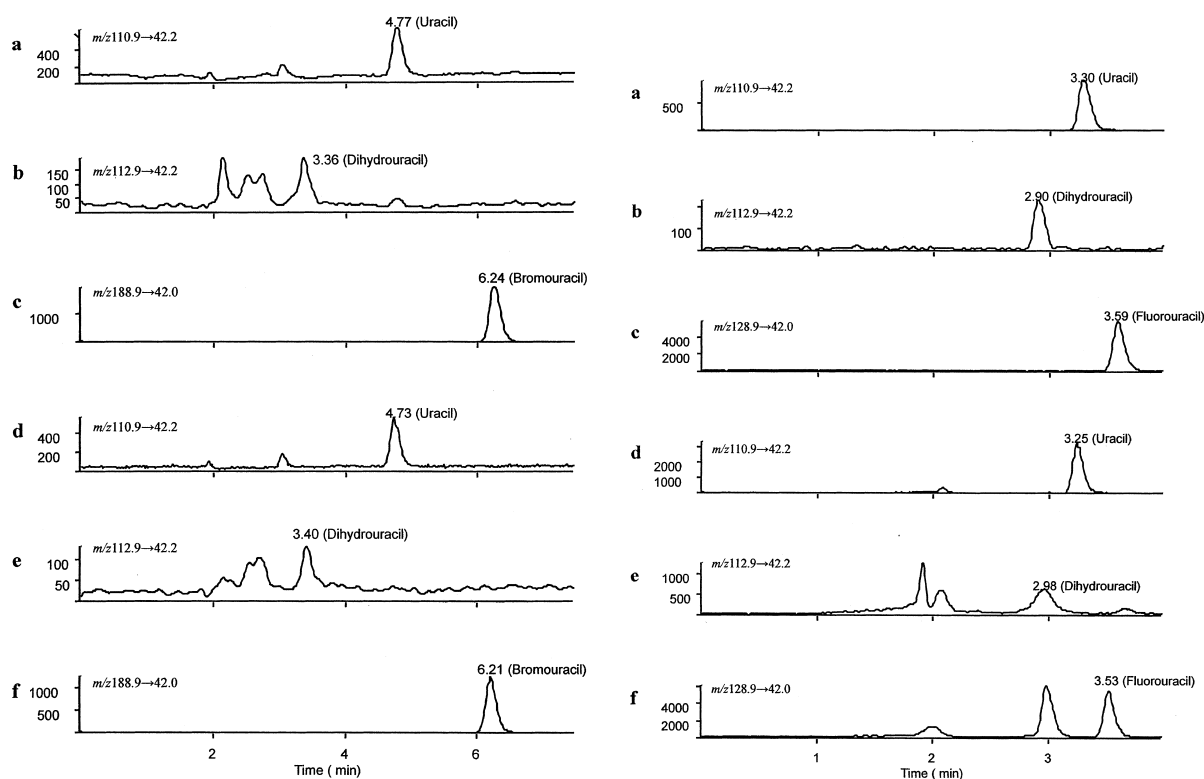 a
m/z110.9→42.2
4.77 (Uracil)
400
200
b
m/z112.9→42.2
3.36 (Dihydrouracil)
150
100
50
c
m/z188.9→42.0
6.24 (Bromouracil)
1000
d
m/z110.9→42.2
4.73 (Uracil)
400
200
e
m/z112.9→42.2
3.40 (Dihydrouracil)
100
50
f
m/z188.9→42.0
6.21 (Bromouracil)
1000
500
2 4 6
Time ( min)
a
m/z110.9→42.2
3.30 (Uracil)
500
b
m/z112.9→42.2
2.90 (Dihydrouracil)
100
c
m/z128.9→42.0
3.59 (Fluorouracil)
4000
2000
d
m/z110.9→42.2
3.25 (Uracil)
2000
1000
e
m/z112.9→42.2
2.98 (Dihydrouracil)
1000
500
f
m/z128.9→42.0
3.53 (Fluorouracil)
4000
2000
1 2 3
Time ( min)